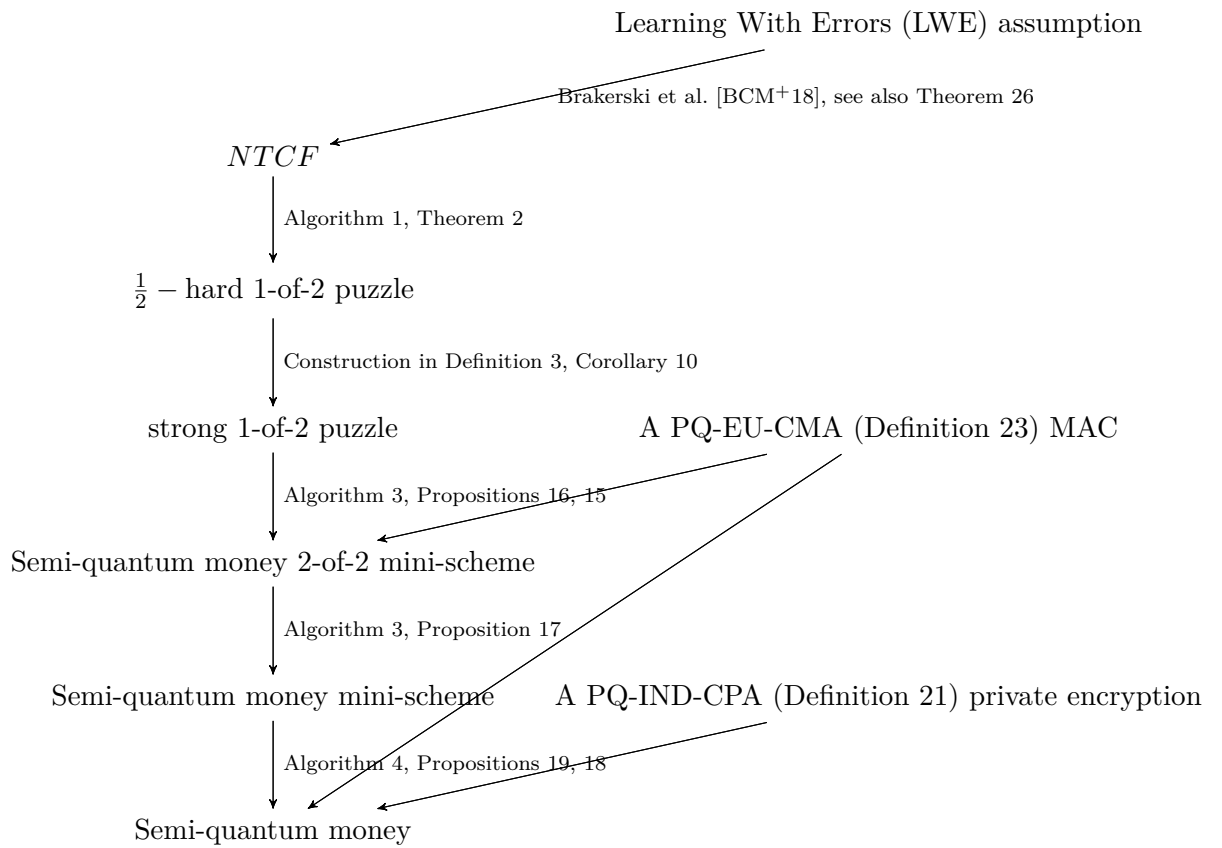 Learning With Errors (LWE) assumption
Brakerski et al. [BCM+18], see also Theorem 26
NTCF
Algorithm 1, Theorem 2
1/2 − hard 1-of-2 puzzle
Construction in Definition 3, Corollary 10
strong 1-of-2 puzzle
A PQ-EU-CMA (Definition 23) MAC
Algorithm 3, Propositions 16, 15
Semi-quantum money 2-of-2 mini-scheme
Algorithm 3, Proposition 17
Semi-quantum money mini-scheme
A PQ-IND-CPA (Definition 21) private encryption
Algorithm 4, Propositions 19, 18
Semi-quantum money